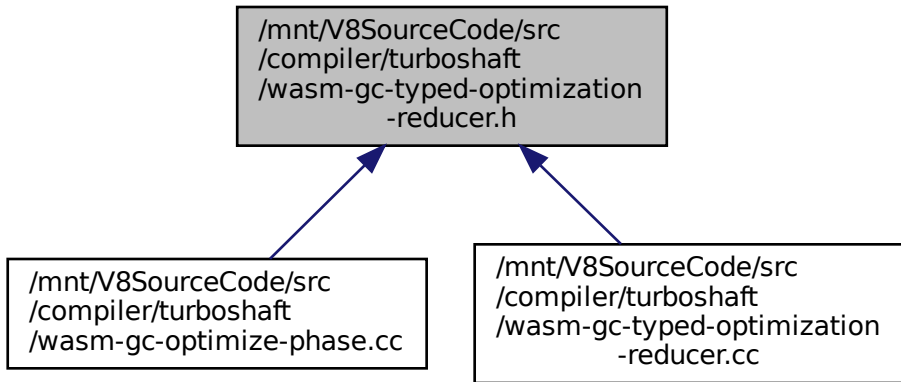 /mnt/V8SourceCode/src
/compiler/turboshaft
/wasm-gc-typed-optimization
-reducer.h
/mnt/V8SourceCode/src
/compiler/turboshaft
/wasm-gc-optimize-phase.cc
/mnt/V8SourceCode/src
/compiler/turboshaft
/wasm-gc-typed-optimization
-reducer.cc